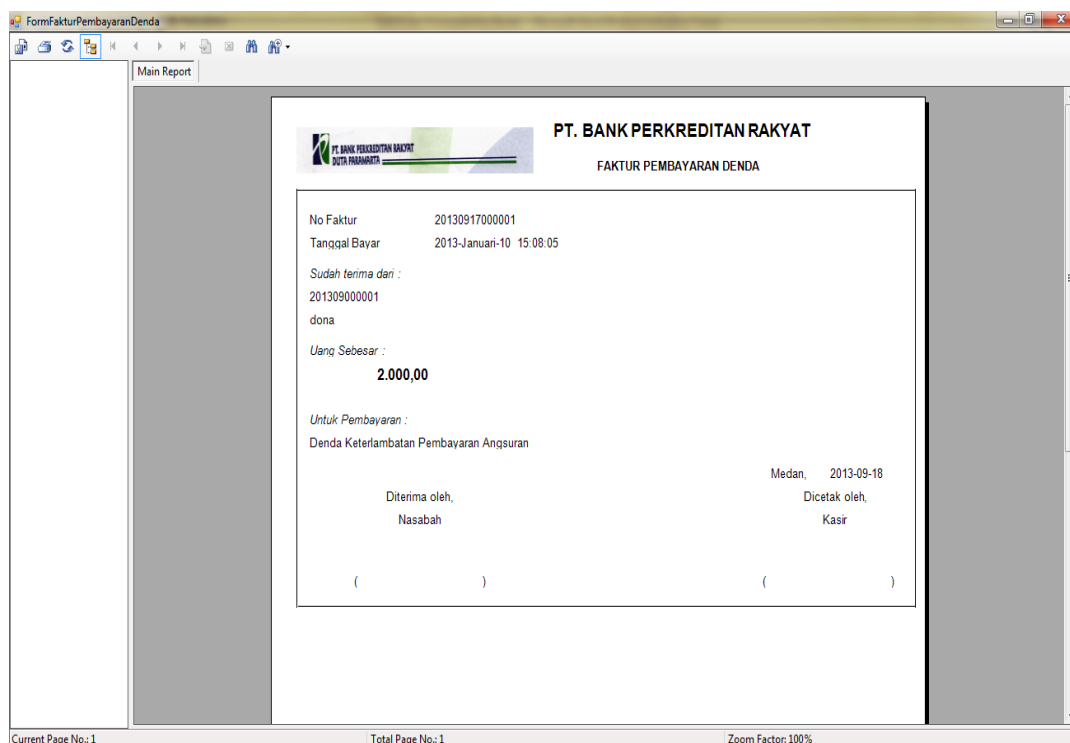 FormFakturPembayaranDenda
Main Report
PT. BANK PERKREDITAN RAKYAT
PT. BANK PERKREDITAN RAKYAT
DUTA PARAMARTA
FAKTUR PEMBAYARAN DENDA
No Faktur 20130917000001
Tanggal Bayar 2013-Januari-10 15:08:05
Sudah terima dari :
201309000001
dona
Uang Sebesar :
2.000,00
Untuk Pembayaran :
Denda Keterlambatan Pembayaran Angsuran
Medan, 2013-09-18
Diterima oleh, Dicetak oleh,
Nasabah Kasir
( ) ( )
Current Page No.: 1 Total Page No.: 1 Zoom Factor: 100%